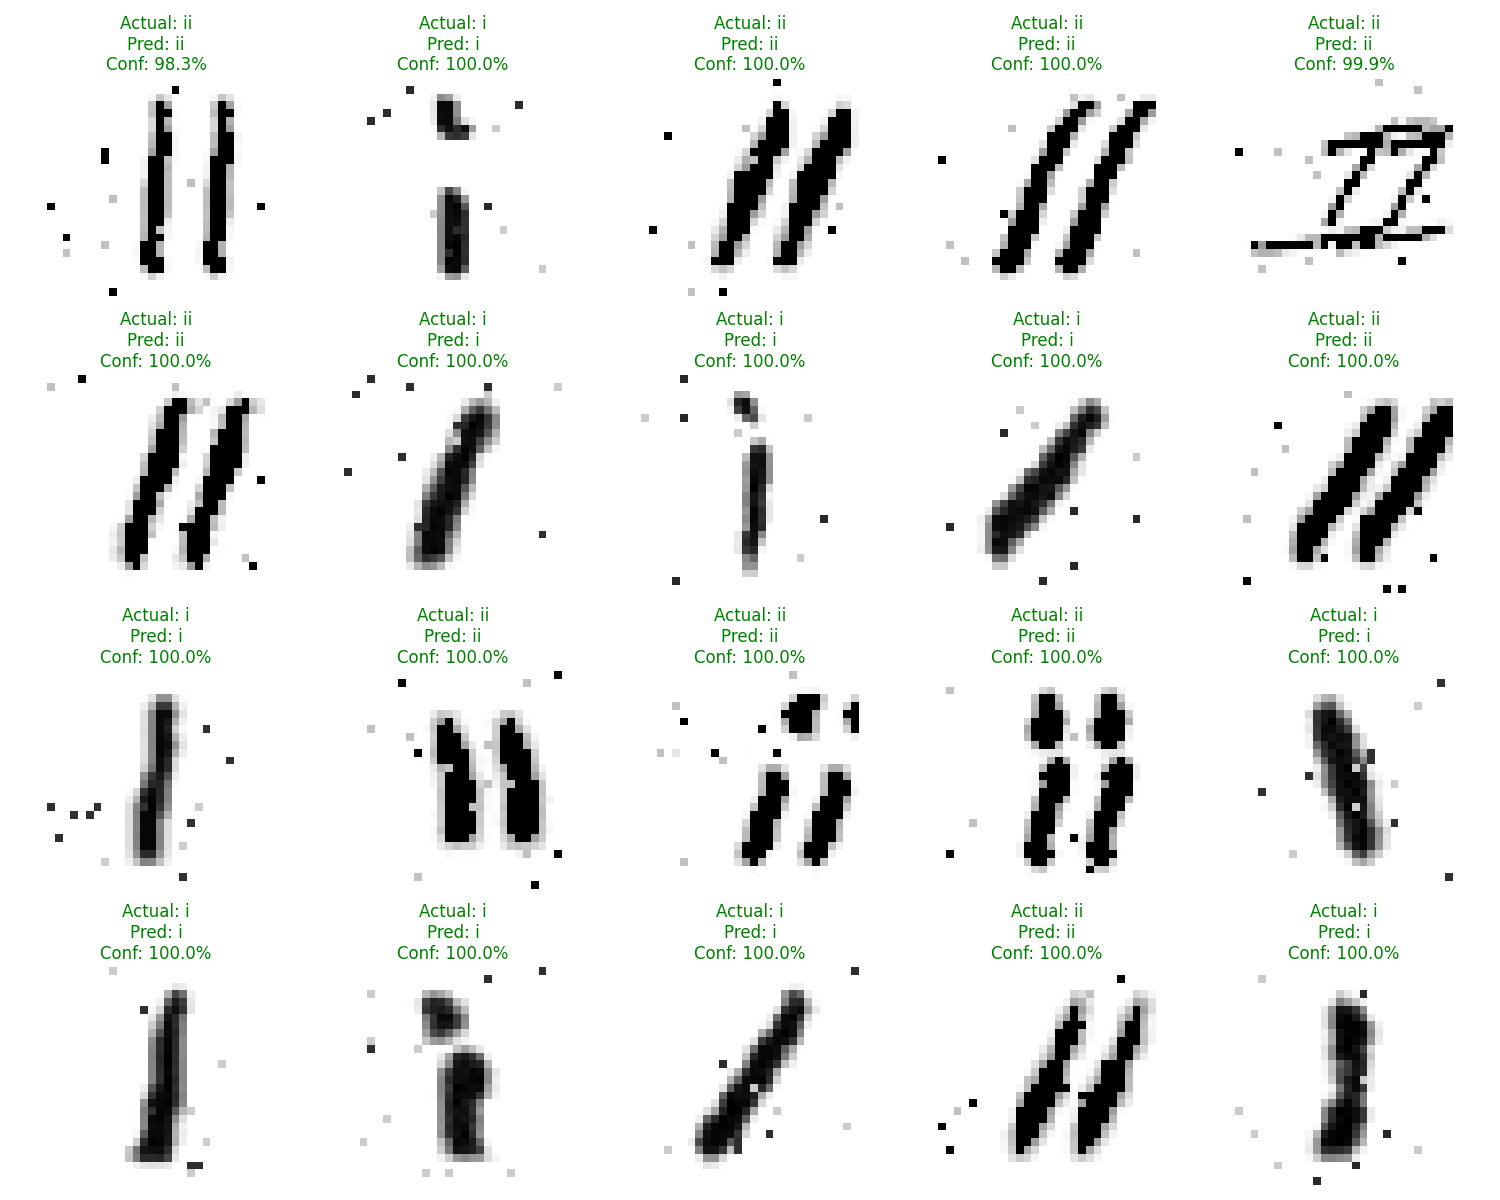 Actual: ii
Pred: ii
Conf: 98.3%
Actual: i
Pred: i
Conf: 100.0%
Actual: ii
Pred: ii
Conf: 100.0%
Actual: ii
Pred: ii
Conf: 100.0%
Actual: ii
Pred: ii
Conf: 99.9%
Actual: ii
Pred: ii
Conf: 100.0%
Actual: i
Pred: i
Conf: 100.0%
Actual: i
Pred: i
Conf: 100.0%
Actual: i
Pred: i
Conf: 100.0%
Actual: ii
Pred: ii
Conf: 100.0%
Actual: i
Pred: i
Conf: 100.0%
Actual: ii
Pred: ii
Conf: 100.0%
Actual: ii
Pred: ii
Conf: 100.0%
Actual: ii
Pred: ii
Conf: 100.0%
Actual: i
Pred: i
Conf: 100.0%
Actual: i
Pred: i
Conf: 100.0%
Actual: i
Pred: i
Conf: 100.0%
Actual: i
Pred: i
Conf: 100.0%
Actual: ii
Pred: ii
Conf: 100.0%
Actual: i
Pred: i
Conf: 100.0%